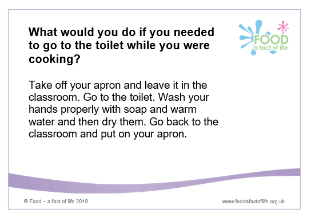 What would you do if you needed
to go to the toilet while you were
cooking?
FOOD
a fact of life
Take off your apron and leave it in the
classroom. Go to the toilet. Wash your
hands properly with soap and warm
water and then dry them. Go back to the
classroom and put on your apron.
© Food – a fact of life 2018
www.foodafactoflife.org.uk